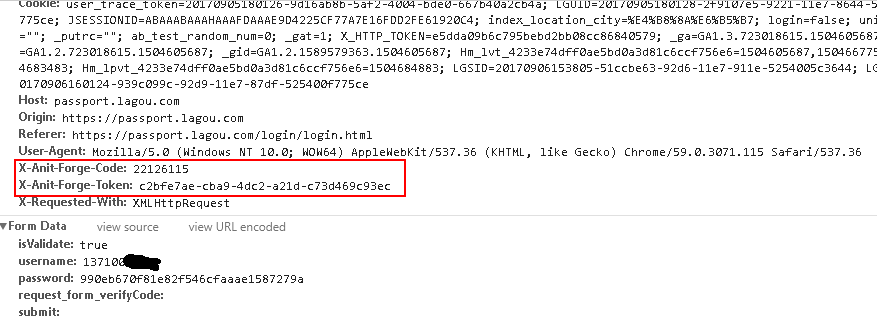 Cookie: user_trace_token=20170905180126-9d16ab8b-5af2-4004-bde0-667b40a2cb4a; LGUID=20170905180128-2f9107e5-9221-11e7-8644-5
775ce; JSESSIONID=ABAAABAAAHAAAFDAAAE9D4225CF77A7E16FDD2FE61920C4; index_location_city=%E4%B8%8A%E6%B5%B7; login=false; uni
=""; _putrc=""; ab_test_random_num=0; _gat=1; X_HTTP_TOKEN=e5dda09b6c795bebd2bb08cc86840579; _ga=GA1.3.723018615.1504605687
=GA1.2.723018615.1504605687; _gid=GA1.2.1589579363.1504605687; Hm_lvt_4233e74dff0ae5bd0a3d81c6ccf756e6=1504605687,150466775
4683483; Hm_lpvt_4233e74dff0ae5bd0a3d81c6ccf756e6=1504684883; LGSID=20170906153805-51ccbe63-92d6-11e7-911e-5254005c3644; LG
0170906160124-939c099c-92d9-11e7-87df-525400f775ce
Host: passport.lagou.com
Origin: https://passport.lagou.com
Referer: https://passport.lagou.com/login/login.html
User-Agent: Mozilla/5.0 (Windows NT 10.0; WOW64) AppleWebKit/537.36 (KHTML, like Gecko) Chrome/59.0.3071.115 Safari/537.36
X-Anit-Forge-Code: 22126115
X-Anit-Forge-Token: c2bfe7ae-cba9-4dc2-a21d-c73d469c93ec
X-Requested-With: XMLHttpRequest
▼Form Data view source view URL encoded
isValidate: true
username: 137100
password: 990eb670f81e82f546cfaaae1587279a
request_form_verifyCode:
submit: